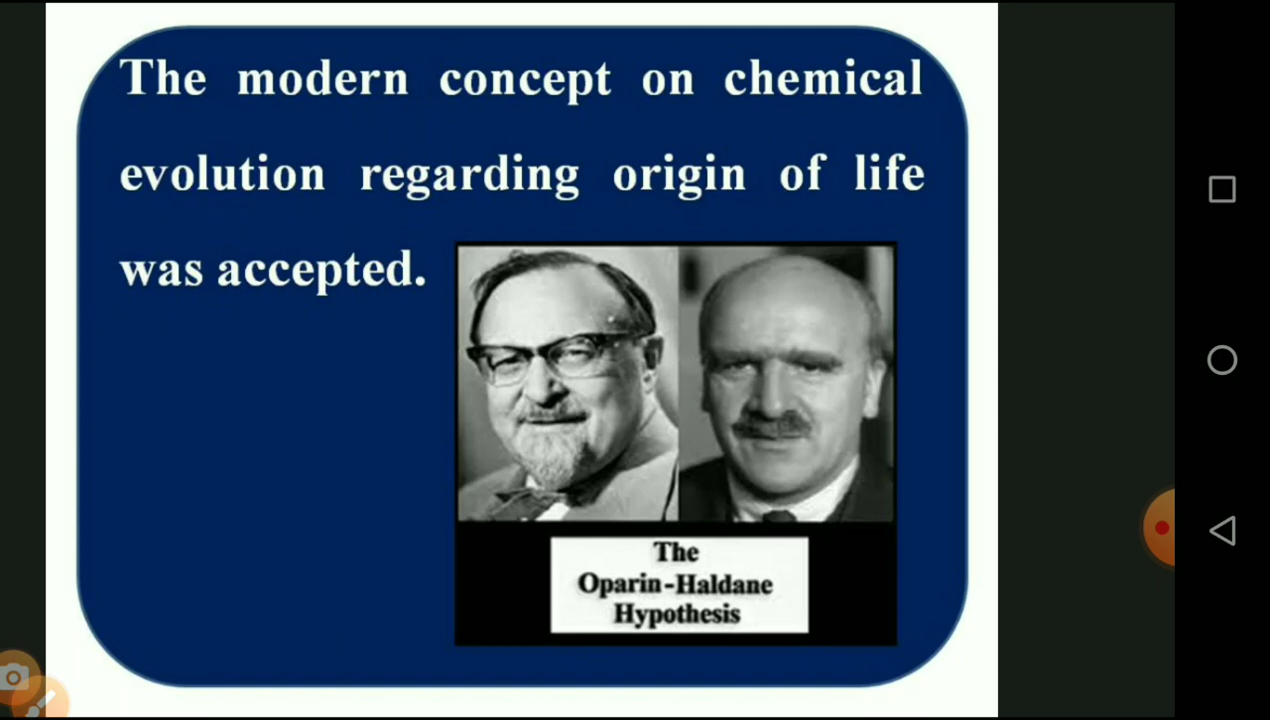 The modern concept on chemical
evolution regarding origin of life
was accepted.
The
Oparin-Haldane
Hypothesis